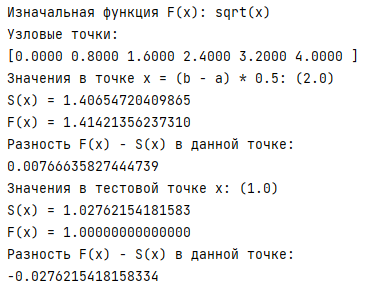 Изначальная функция F(x): sqrt(x)
Узловые точки:
[0.0000 0.8000 1.6000 2.4000 3.2000 4.0000 ]
Значения в точке x = (b - a) * 0.5: (2.0)
S(x) = 1.40654720409865
F(x) = 1.41421356237310
Разность F(x) - S(x) в данной точке:
0.00766635827444739
Значения в тестовой точке x: (1.0)
S(x) = 1.02762154181583
F(x) = 1.00000000000000
Разность F(x) - S(x) в данной точке:
-0.0276215418158334